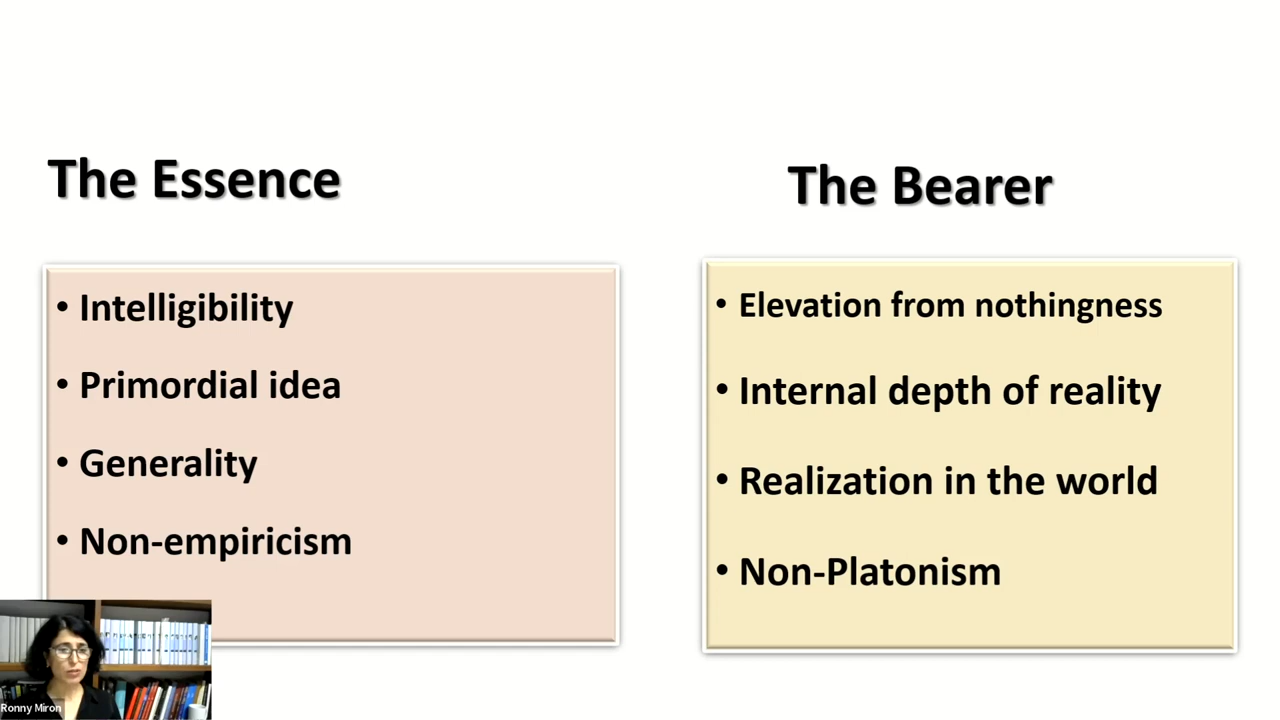 The Essence
• Intelligibility
• Primordial idea
• Generality
• Non-empiricism
The Bearer
• Elevation from nothingness
• Internal depth of reality
• Realization in the world
• Non-Platonism
Ronny Miron